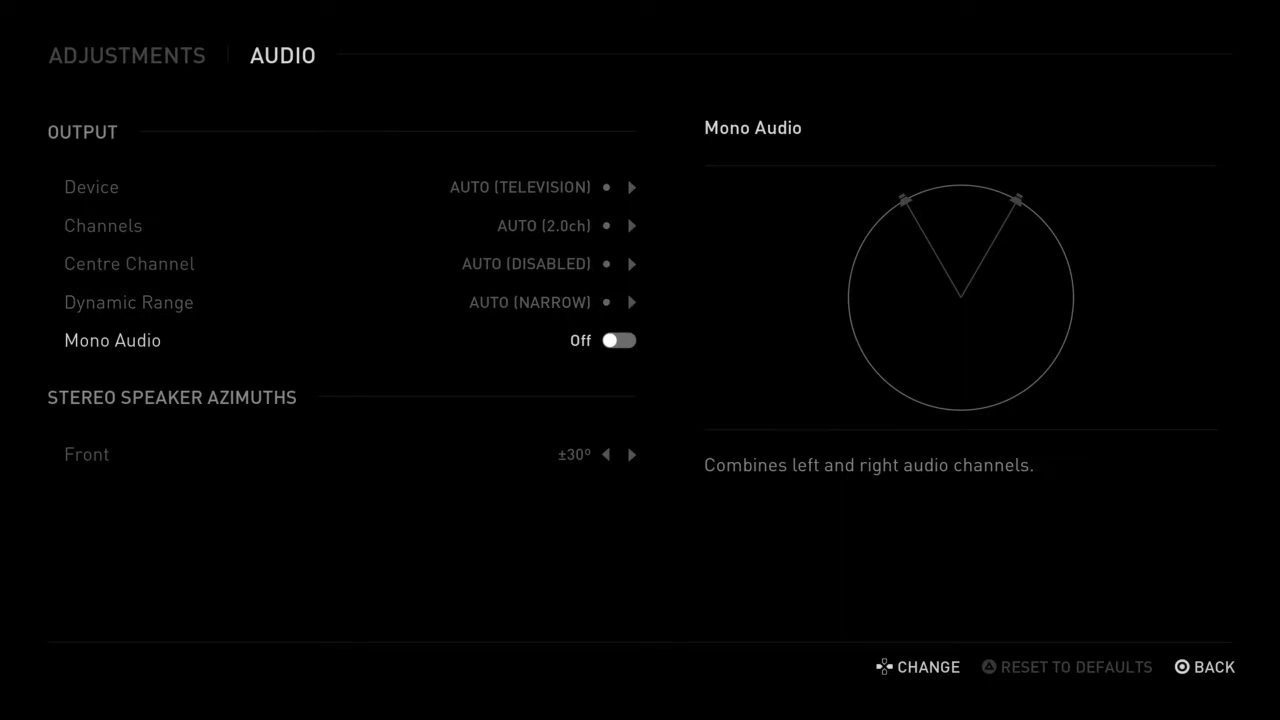 ADJUSTMENTS AUDIO
OUTPUT
Device AUTO (TELEVISION)
Channels AUTO (2.0ch)
Centre Channel AUTO (DISABLED)
Dynamic Range AUTO (NARROW)
Mono Audio Off
STEREO SPEAKER AZIMUTHS
Front ±30º
Mono Audio
Combines left and right audio channels.
CHANGE RESET TO DEFAULTS BACK